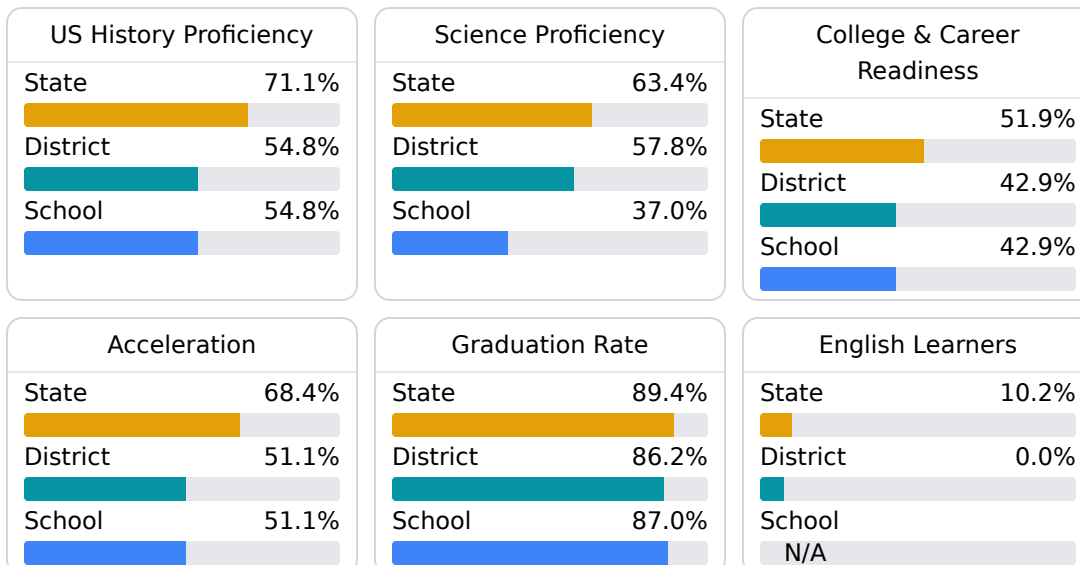 US History Proficiency
State 71.1%
District 54.8%
School 54.8%
Science Proficiency
State 63.4%
District 57.8%
School 37.0%
College & Career
Readiness
State 51.9%
District 42.9%
School 42.9%
Acceleration
State 68.4%
District 51.1%
School 51.1%
Graduation Rate
State 89.4%
District 86.2%
School 87.0%
English Learners
State 10.2%
District 0.0%
School
N/A